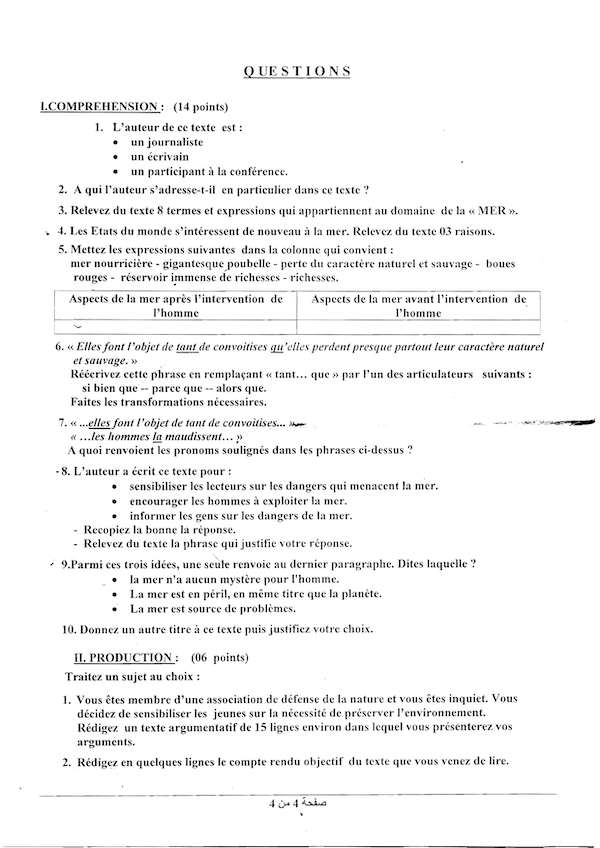 QUESTIONS
I.COMPREHENSION : (14 points)
1. L'auteur de ce texte est :
• un journaliste
• un écrivain
• un participant à la conférence.
2. A qui l'auteur s'adresse-t-il en particulier dans ce texte ?
3. Relevez du texte 8 termes et expressions qui appartiennent au domaine de la « MER ».
4. Les Etats du monde s'intéressent de nouveau à la mer. Relevez du texte 03 raisons.
5. Mettez les expressions suivantes dans la colonne qui convient :
mer nourricière - gigantesque poubelle - perte du caractère naturel et sauvage - boues
rouges - réservoir immense de richesses - richesses.
Aspects de la mer après l'intervention de
l'homme
Aspects de la mer avant l'intervention de
l'homme
6. « Elles font l'objet de tant de convoitises qu'elles perdent presque partout leur caractère naturel
et sauvage. »
Réécrivez cette phrase en remplaçant « tant... que » par l'un des articulateurs suivants :
si bien que -- parce que -- alors que.
Faites les transformations nécessaires.
7. « ...elles font l'objet de tant de convoitises... »
« ...les hommes la maudissent... »
A quoi renvoient les pronoms soulignés dans les phrases ci-dessus ?
8. L'auteur a écrit ce texte pour :
• sensibiliser les lecteurs sur les dangers qui menacent la mer.
• encourager les hommes à exploiter la mer.
• informer les gens sur les dangers de la mer.
- Recopiez la bonne la réponse.
- Relevez du texte la phrase qui justifie votre réponse.
9.Parmi ces trois idées, une seule renvoie au dernier paragraphe. Dites laquelle ?
• la mer n'a aucun mystère pour l'homme.
• La mer est en péril, en même titre que la planète.
• La mer est source de problèmes.
10. Donnez un autre titre à ce texte puis justifiez votre choix.
II. PRODUCTION : (06 points)
Traitez un sujet au choix :
1. Vous êtes membre d'une association de défense de la nature et vous êtes inquiet. Vous
décidez de sensibiliser les jeunes sur la nécessité de préserver l'environnement.
Rédigez un texte argumentatif de 15 lignes environ dans lequel vous présenterez vos
arguments.
2. Rédigez en quelques lignes le compte rendu objectif du texte que vous venez de lire.
صفحة 4 من 4